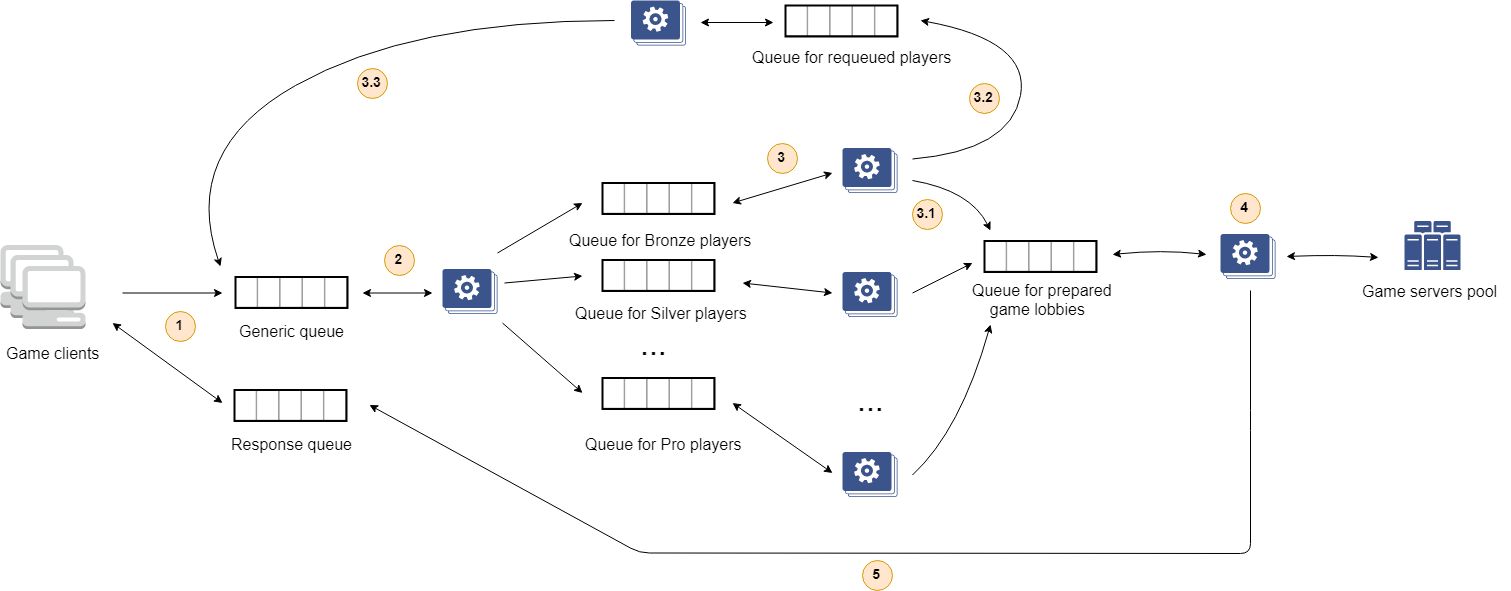 Queue for requeued players
3.3
3.2
3
Queue for Bronze players
3.1
4
2
Queue for Silver players
Queue for prepared
game lobbies
Game servers pool
1
Generic queue
Game clients
...
...
Response queue
Queue for Pro players
5